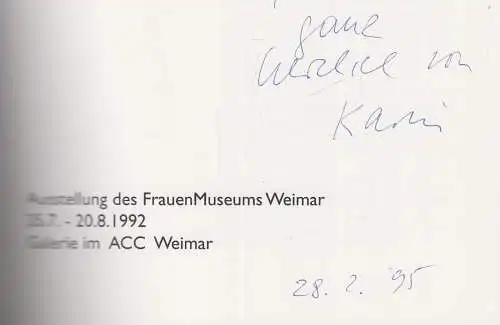 ganz
herzlich von
Karin
Ausstellung des FrauenMuseums Weimar
25.7. - 20.8.1992
Galerie im ACC Weimar
28. 2. 95